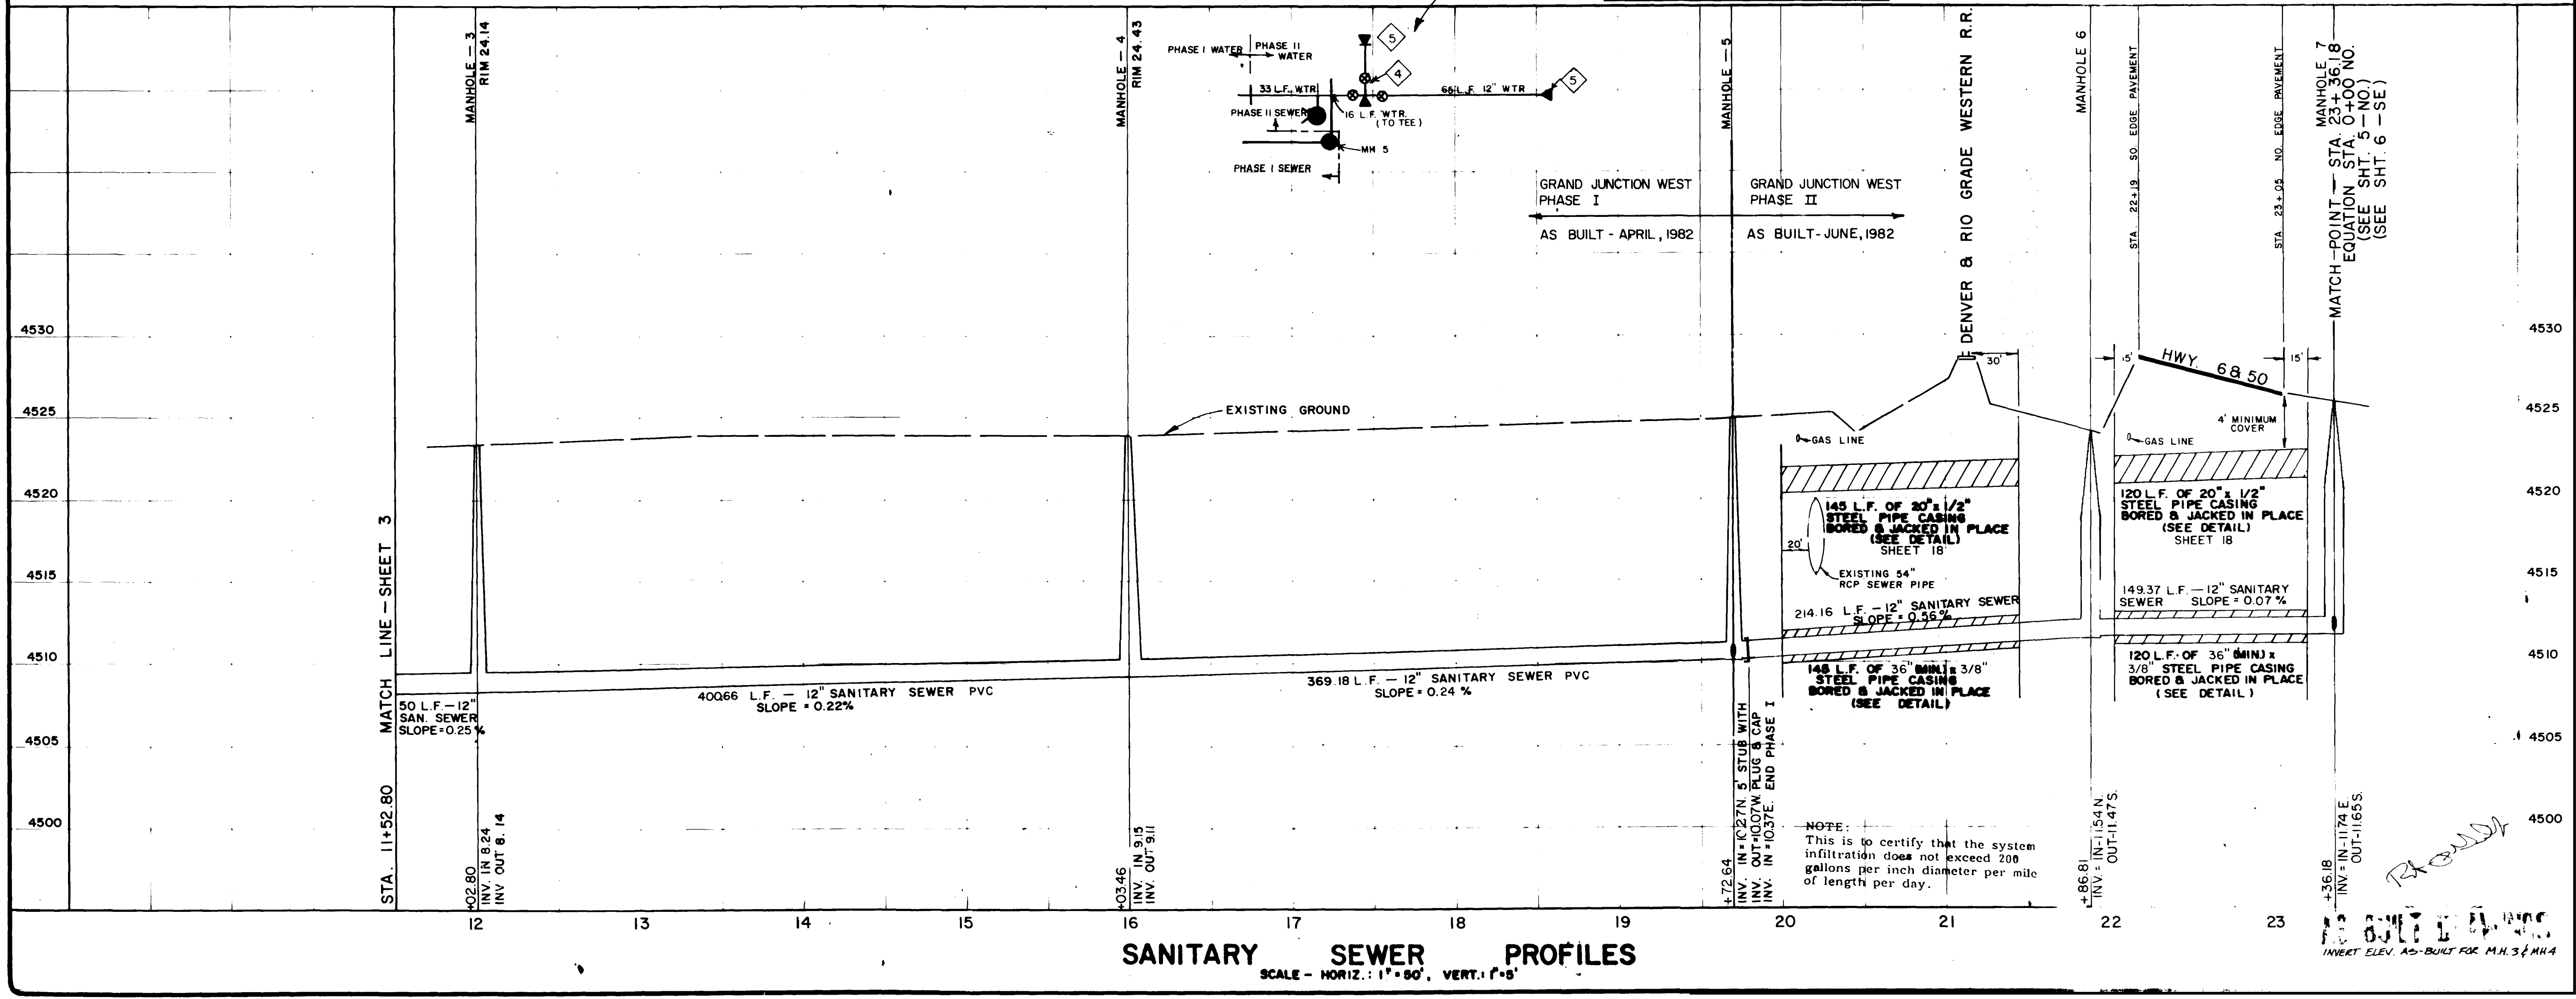 MANHOLE - 3
RIM 24.14
MANHOLE - 4
RIM 24.43
PHASE I WATER
PHASE II
WATER
5
4
5
33 L.F. WTR
65 L.F. 12" WTR
PHASE II SEWER
16 L.F. WTR.
(TO TEE)
MH 5
PHASE I SEWER
MANHOLE - 5
GRAND JUNCTION WEST
PHASE I
GRAND JUNCTION WEST
PHASE II
AS BUILT - APRIL, 1982
AS BUILT - JUNE, 1982
DENVER & RIO GRADE WESTERN R.R.
MANHOLE 6
STA. 22+19 SO. EDGE PAVEMENT
STA. 23+05 NO. EDGE PAVEMENT
MANHOLE 7
MATCH-POINT - STA. 23+36.18
EQUATION STA. 0+00 NO.
(SEE SHT. 5-NO.)
(SEE SHT. 6 -SE)
4530
4525
4520
4515
4510
4505
4500
4530
4525
4520
4515
4510
4505
4500
30'
15'
HWY. 6 & 50
15'
4' MINIMUM
COVER
EXISTING GROUND
GAS LINE
GAS LINE
145 L.F. OF 20" x 1/2"
STEEL PIPE CASING
BORED & JACKED IN PLACE
(SEE DETAIL)
SHEET 18
20'
EXISTING 54"
RCP SEWER PIPE
214.16 L.F. - 12" SANITARY SEWER
SLOPE = 0.56%
145 L.F. OF 36" (MIN.) x 3/8"
STEEL PIPE CASING
BORED & JACKED IN PLACE
(SEE DETAIL)
120 L.F. OF 20" x 1/2"
STEEL PIPE CASING
BORED & JACKED IN PLACE
(SEE DETAIL)
SHEET 18
149.37 L.F. - 12" SANITARY
SEWER SLOPE = 0.07 %
120 L.F. OF 36" (MIN.) x
3/8" STEEL PIPE CASING
BORED & JACKED IN PLACE
(SEE DETAIL)
STA. 11+52.80 MATCH LINE - SHEET 3
50 L.F. - 12"
SAN. SEWER
SLOPE = 0.25 %
400.66 L.F. - 12" SANITARY SEWER PVC
SLOPE = 0.22%
369.18 L.F. - 12" SANITARY SEWER PVC
SLOPE = 0.24 %
+02.80
INV. IN 8.24
INV OUT 8.14
+03.46
INV. IN 9.15
INV. OUT 9.11
+72.64
INV. IN = 10.27N. 5' STUB WITH
INV. OUT = 10.07W. PLUG & CAP
INV. IN = 10.37E. END PHASE I
NOTE:
This is to certify that the system
infiltration does not exceed 200
gallons per inch diameter per mile
of length per day.
+86.81
INV. = IN-11.54 N.
OUT-11.47 S.
+36.18
INV. = IN-11.74 E.
OUT-11.65 S.
12
13
14
15
16
17
18
19
20
21
22
23
SANITARY SEWER PROFILES
SCALE - HORIZ.: 1" = 50', VERT.: 1" = 5'
AS BUILT DRAWINGS
INVERT ELEV. AS-BUILT FOR M.H. 3 & MH4